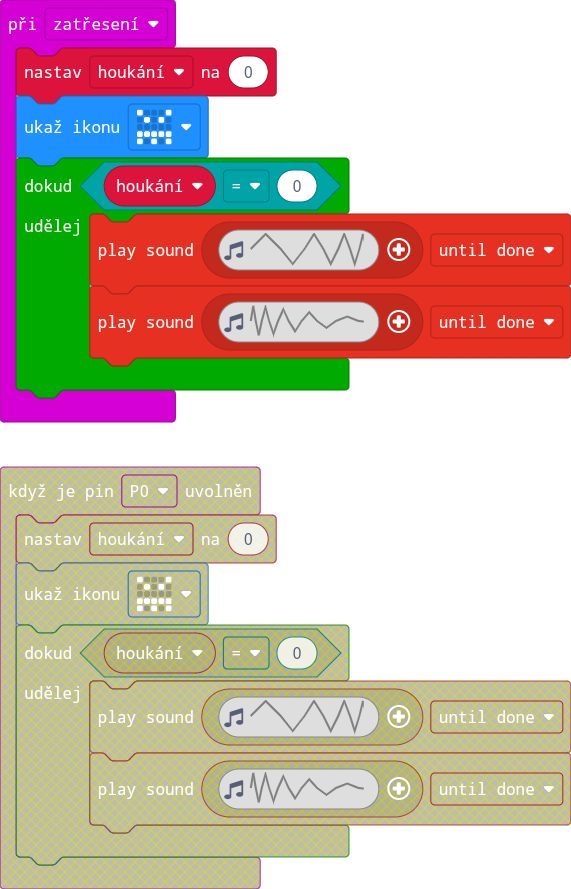 při zatřesení
nastav houkání na 0
ukaž ikonu
dokud houkání = 0
udělej
play sound until done
play sound until done
když je pin P0 uvolněn
nastav houkání na 0
ukaž ikonu
dokud houkání = 0
udělej
play sound until done
play sound until done